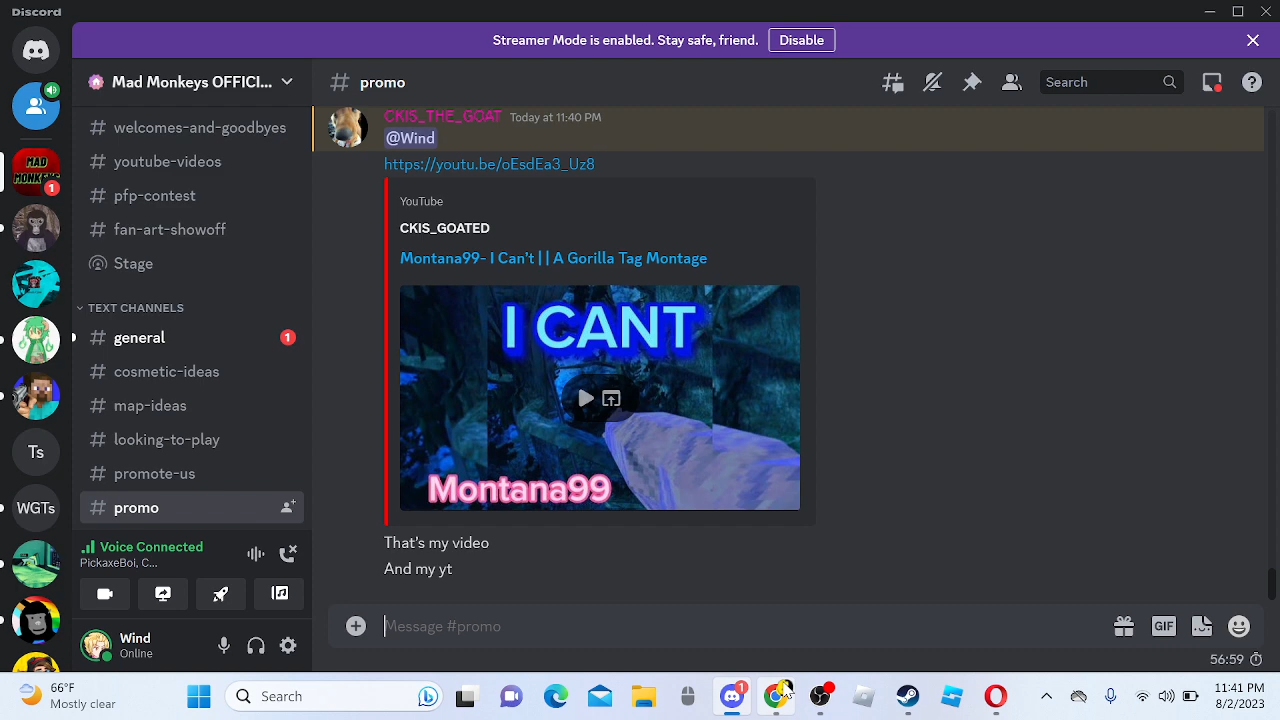 Discord
Streamer Mode is enabled. Stay safe, friend.
Disable
Mad Monkeys OFFICI...
promo
Search
welcomes-and-goodbyes
youtube-videos
pfp-contest
fan-art-showoff
Stage
TEXT CHANNELS
general
1
cosmetic-ideas
map-ideas
looking-to-play
promote-us
promo
MAD
MONKEYS
1
Ts
WGTs
CKIS_THE_GOAT Today at 11:40 PM
@Wind
https://youtu.be/oEsdEa3_Uz8
YouTube
CKIS_GOATED
Montana99- I Can't || A Gorilla Tag Montage
I CANT
Montana99
That's my video
And my yt
Voice Connected
PickaxeBoi, C...
Wind
Online
Message #promo
GIF
56:59
66°F
Mostly clear
Search
1
11:41 PM
8/2/2023